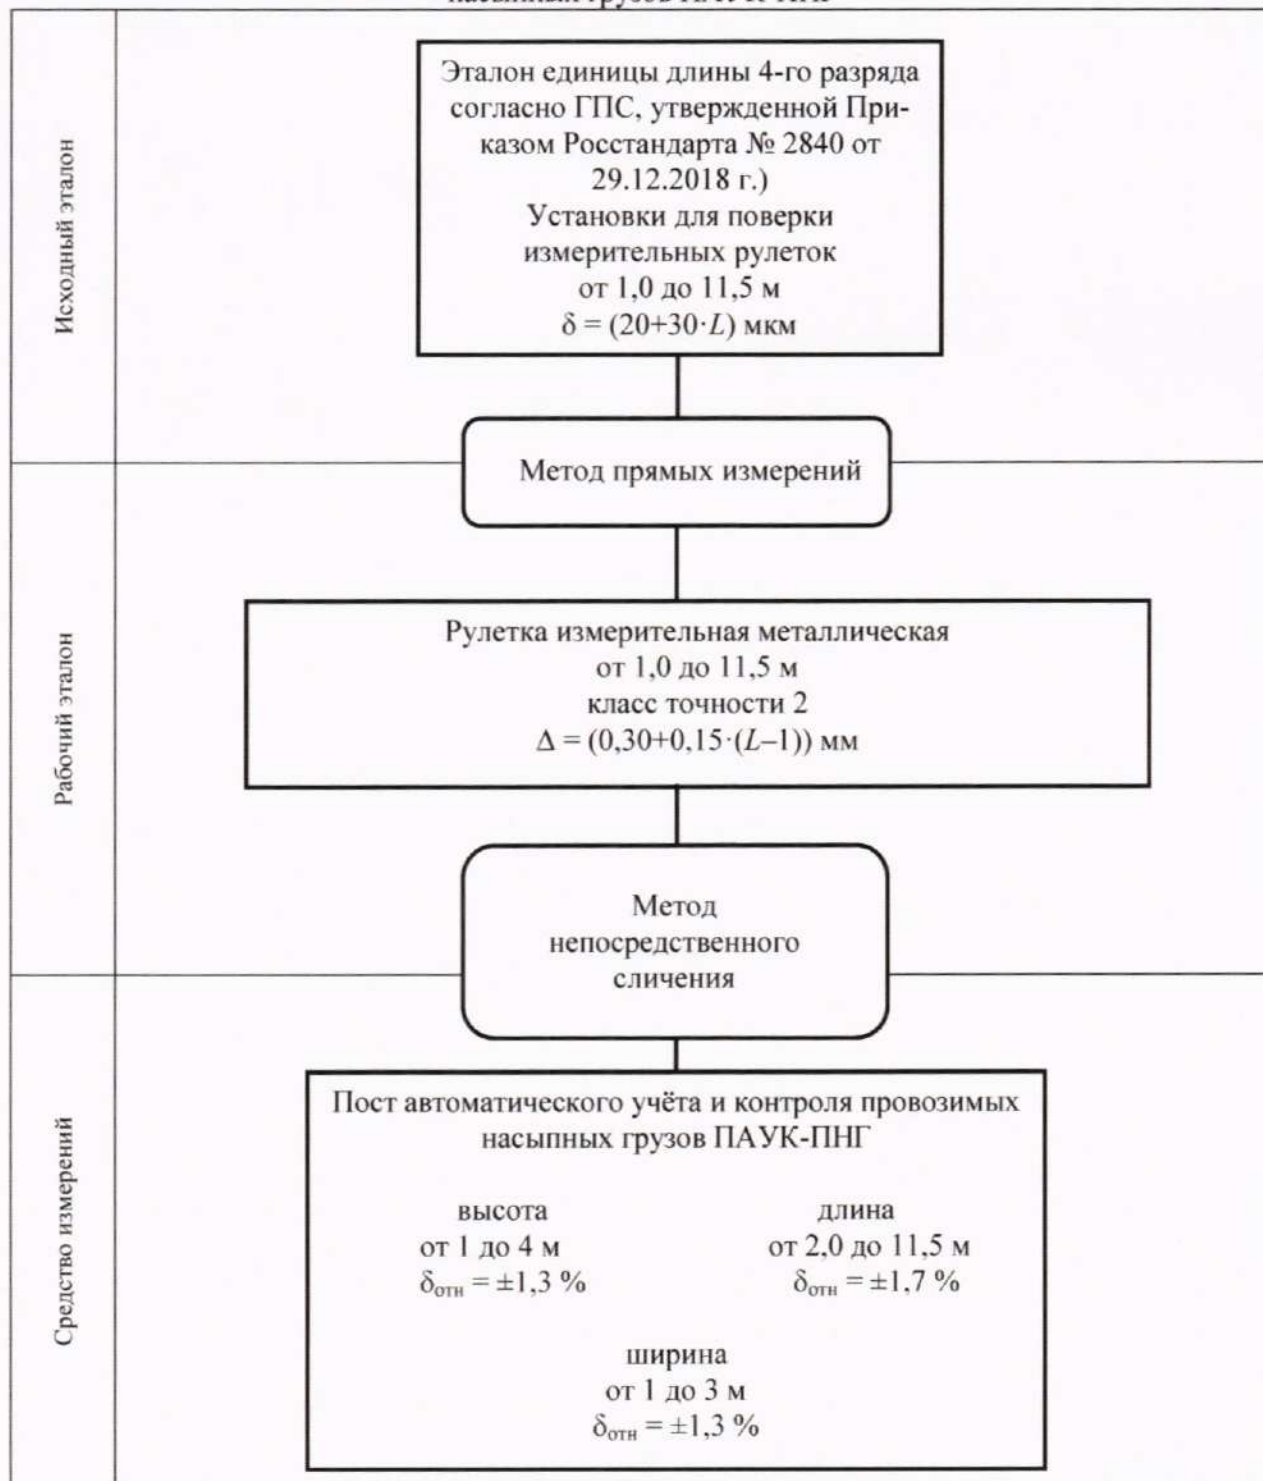 насыпных грузов ПАУК-ПНГ
Исходный эталон
Эталон единицы длины 4-го разряда
согласно ГПС, утвержденной При-
казом Росстандарта № 2840 от
29.12.2018 г.)
Установки для поверки
измерительных рулеток
от 1,0 до 11,5 м
δ = (20+30·L) мкм
Метод прямых измерений
Рабочий эталон
Рулетка измерительная металлическая
от 1,0 до 11,5 м
класс точности 2
Δ = (0,30+0,15·(L–1)) мм
Метод
непосредственного
сличения
Средство измерений
Пост автоматического учёта и контроля провозимых
насыпных грузов ПАУК-ПНГ
высота
от 1 до 4 м
δотн = ±1,3 %
длина
от 2,0 до 11,5 м
δотн = ±1,7 %
ширина
от 1 до 3 м
δотн = ±1,3 %